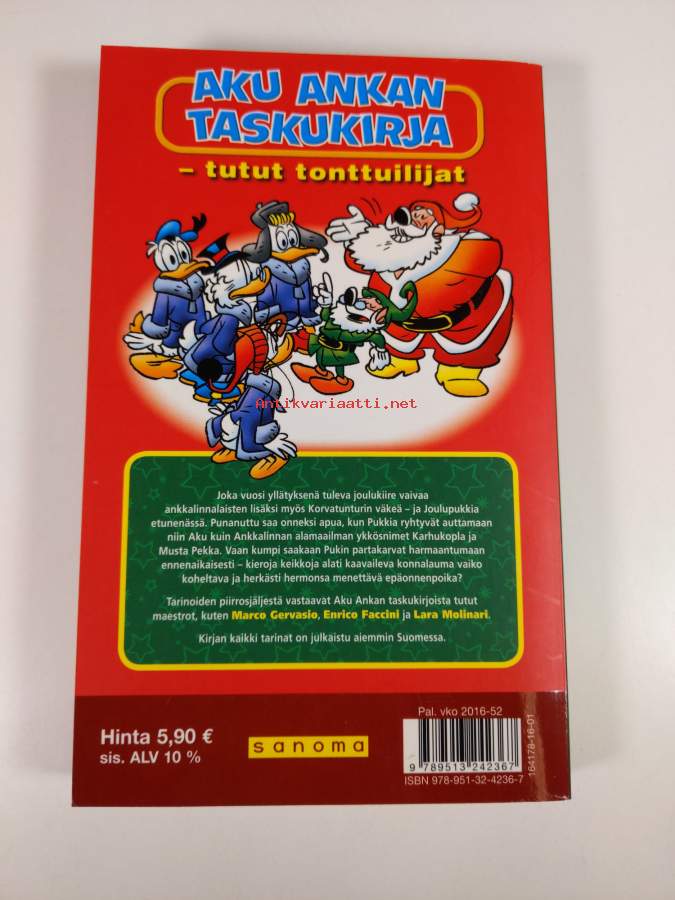 AKU ANKAN
TASKUKIRJA
– tutut tonttuilijat
Antikvariaatti.net
Joka vuosi yllätyksenä tuleva joulukiire vaivaa
ankkalinnalaisten lisäksi myös Korvatunturin väkeä – ja Joulupukkia
etunenässä. Punanuttu saa onneksi apua, kun Pukkia ryhtyvät auttamaan
niin Aku kuin Ankkalinnan alamaailman ykkösnimet Karhukopla ja
Musta Pekka. Vaan kumpi saakaan Pukin partakarvat harmaantumaan
ennenaikaisesti – kieroja keikkoja alati kaavaileva konnalauma vaiko
koheltava ja herkästi hermonsa menettävä epäonnenpoika?
Tarinoiden piirrosjäljestä vastaavat Aku Ankan taskukirjoista tutut
maestrot, kuten Marco Gervasio, Enrico Faccini ja Lara Molinari.
Kirjan kaikki tarinat on julkaistu aiemmin Suomessa.
Hinta 5,90 €
sis. ALV 10 %
sanoma
Pal. vko 2016-52
9 789513 242367
ISBN 978-951-32-4236-7
164178-16-01